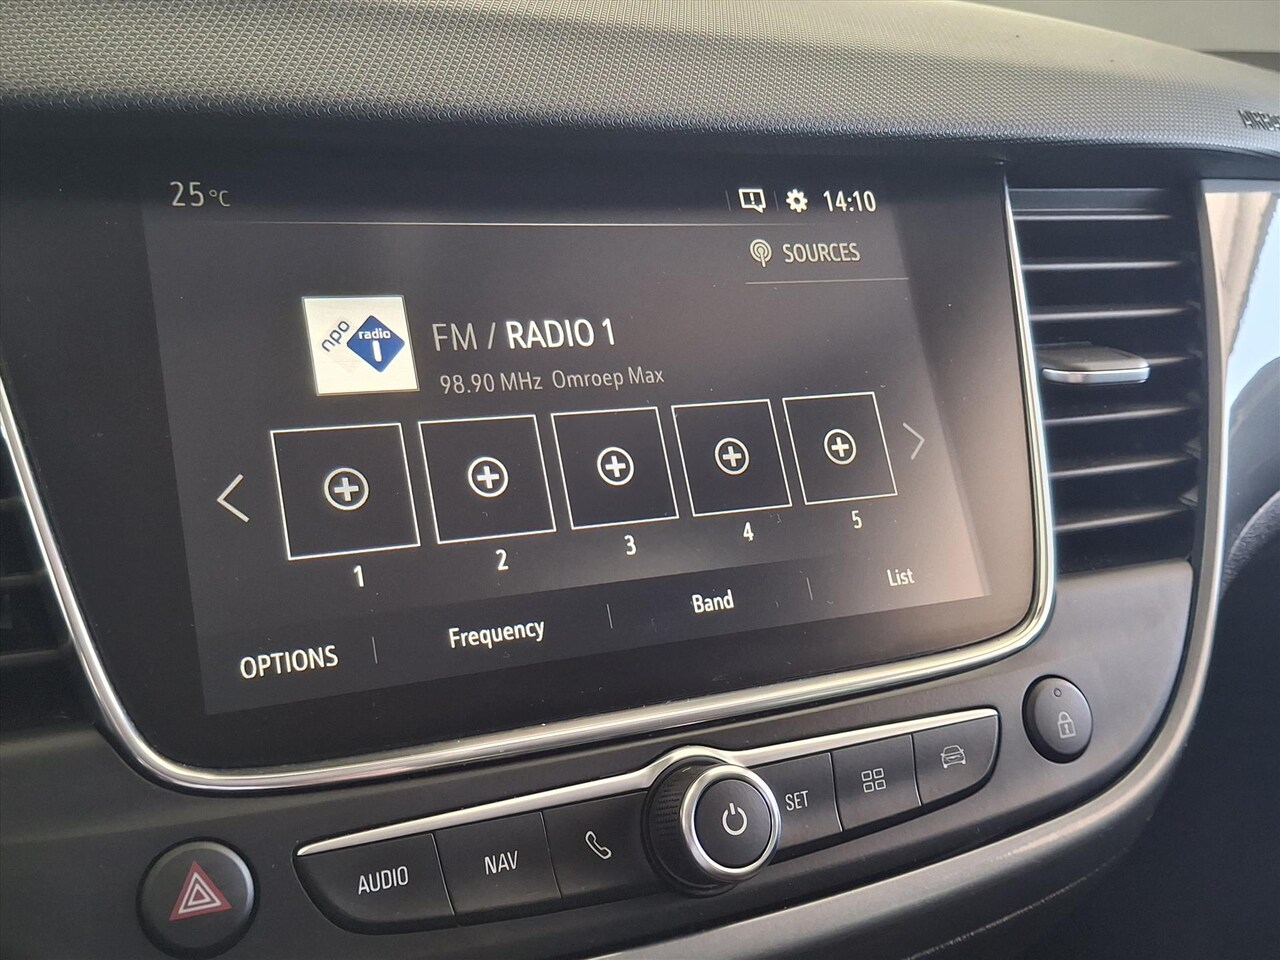 AIRBAG
25°C
14:10
SOURCES
npo radio 1
FM / RADIO 1
98.90 MHz Omroep Max
1 2 3 4 5
OPTIONS Frequency Band List
AUDIO NAV SET